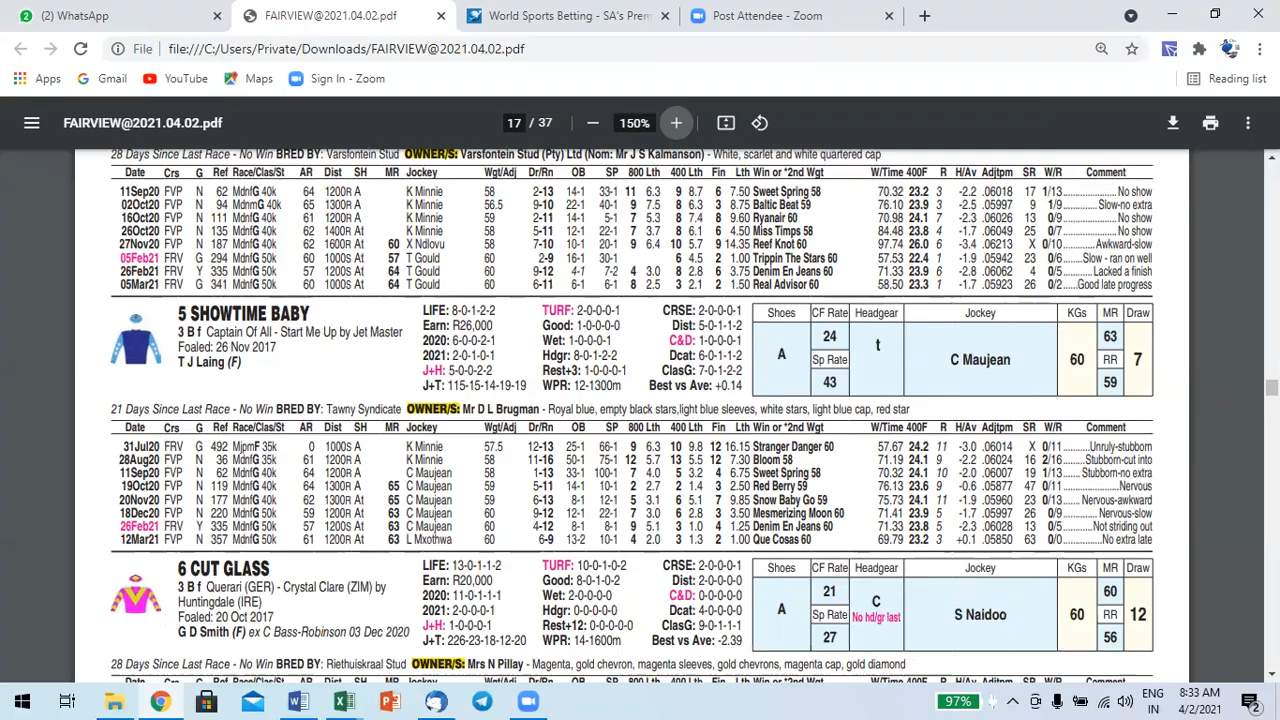 (1) WhatsApp
FAIRVIEW@2021.04.02.pdf
World Sports Betting - SA's Prem
Post Attendee - Zoom
File
file:///C:/Users/Private/Downloads/FAIRVIEW@2021.04.02.pdf
Apps Gmail YouTube Maps Sign In - Zoom Reading list
FAIRVIEW@2021.04.02.pdf 17 / 37 150%
28 Days Since Last Race - No Win BRED BY: Varsfontein Stud OWNER/S: Varsfontein Stud (Pty) Ltd (Nom: Mr J S Kalmanson) - White, scarlet and white quartered cap
Date Crs G Ref Race/Clas/St AR Dist SH MR Jockey Wgt/Adj Dr/Rn OB SP 800 Lth 400 Lth Fin Lth Win or *2nd Wgt W/Time 400F R H/Av Adjtpm SR W/R Comment
11Sep20 FVP N 62 MdnfG 40k 64 1200R A K Minnie 58 2-13 14-1 33-1 11 6.3 9 8.7 6 7.50 Sweet Spring 58 70.32 23.2 3 -2.2 .06018 17 1/13 No show
02Oct20 FVP N 94 MdnmG 40k 65 1300R A K Minnie 56.5 9-10 22-1 40-1 9 7.5 8 6.3 3 8.75 Baltic Beat 59 76.10 23.9 3 -2.5 .05997 9 1/9 Slow-no extra
16Oct20 FVP N 111 MdnfG 40k 61 1200R A K Minnie 59 2-11 14-1 14-1 7 5.3 8 7.4 8 9.60 Ryanair 60 70.98 24.1 7 -2.3 .06023 12 0/9 No show
26Oct20 FVP N 135 MdnfG 40k 62 1400R At K Minnie 58 5-11 12-1 22-1 7 3.7 8 6.1 6 4.50 Miss Timps 58 84.48 23.8 4 -1.7 .06049 25 0/7 No show
27Nov20 FVP N 187 MdnfG 40k 62 1600R At 60 X Ndlovu 58 7-10 10-1 20-1 9 6.4 10 5.7 9 14.35 Reef Knot 60 97.74 26.0 6 -3.4 .06213 X 0/10 Awkward-slow
05Feb21 FRV G 294 MdnfG 50k 60 1000S At 57 T Gould 60 2-9 16-1 30-1 6 4.5 2 1.00 Trippin The Stars 60 57.53 22.4 1 -1.9 .05942 23 0/6 Slow - ran on well
26Feb21 FRV Y 335 MdnfG 50k 57 1200S At 64 T Gould 60 9-12 4-1 7-2 4 3.0 8 2.8 6 3.75 Denim En Jeans 60 71.33 23.9 6 -2.8 .06062 4 0/5 Lacked a finish
05Mar21 FRV G 341 MdnfG 50k 60 1000S At 64 T Gould 60 6-11 6-1 6-1 8 2.5 3 2.1 2 1.50 Real Advisor 60 58.50 23.3 1 -1.7 .05923 26 0/2 Good late progress
5 SHOWTIME BABY
3 B f Captain Of All - Start Me Up by Jet Master
Foaled: 26 Nov 2017
T J Laing (F)
LIFE: 8-0-1-2-2 TURF: 2-0-0-0-1 CRSE: 2-0-0-0-1
Earn: R26,000 Good: 1-0-0-0-0 Dist: 5-0-1-1-2
2020: 6-0-0-2-1 Wet: 1-0-0-0-1 C&D: 1-0-0-0-1
2021: 2-0-1-0-1 Hdgr: 8-0-1-2-2 Dcat: 6-0-1-1-2
J+H: 5-0-0-2-2 Rest+3: 1-0-0-0-1 ClasG: 7-0-1-2-2
J+T: 115-15-14-19-19 WPR: 12-1300m Best vs Ave: +0.14
Shoes CF Rate Headgear Jockey KGs MR Draw
A 24 t C Maujean 60 63 7
Sp Rate RR
43 59
21 Days Since Last Race - No Win BRED BY: Tawny Syndicate OWNER/S: Mr D L Brugman - Royal blue, empty black stars,light blue sleeves, white stars, light blue cap, red star
Date Crs G Ref Race/Clas/St AR Dist SH MR Jockey Wgt/Adj Dr/Rn OB SP 800 Lth 400 Lth Fin Lth Win or *2nd Wgt W/Time 400F R H/Av Adjtpm SR W/R Comment
31Jul20 FRV G 492 MjpmF 35k 0 1000S A K Minnie 57.5 12-13 25-1 66-1 9 6.3 10 9.8 12 16.15 Stranger Danger 60 57.67 24.2 11 -3.0 .06014 X 0/11 Unruly-stubborn
28Aug20 FVP N 36 MdnfG 35k 61 1200R A K Minnie 58 11-16 50-1 75-1 12 5.7 13 5.5 12 7.30 Bloom 58 71.19 24.1 9 -2.2 .06024 16 2/16 Stubborn-cut into
11Sep20 FVP N 62 MdnfG 40k 64 1200R A C Maujean 58 1-13 33-1 100-1 7 4.0 5 3.2 4 6.75 Sweet Spring 58 70.32 24.1 10 -2.0 .06007 19 1/13 Stubborn-no extra
19Oct20 FVP N 119 MdnfG 40k 64 1300R A 65 C Maujean 59 5-11 14-1 10-1 2 2.7 2 1.4 3 2.50 Red Berry 59 76.13 23.6 9 -0.6 .05877 47 0/11 Nervous
20Nov20 FVP N 177 MdnfG 40k 62 1300R At 65 C Maujean 60 6-13 8-1 12-1 5 3.1 6 5.1 7 9.85 Snow Baby Go 59 75.73 24.1 11 -1.9 .05960 23 0/13 Nervous-awkward
18Dec20 FVP N 220 MdnfG 40k 59 1200R At 63 C Maujean 60 9-12 12-1 22-1 7 3.0 6 2.8 3 3.50 Mesmerizing Moon 60 71.41 23.9 5 -1.7 .05997 26 0/9 Nervous-slow
26Feb21 FRV Y 335 MdnfG 50k 57 1200S At 63 C Maujean 60 4-12 8-1 18-1 9 5.1 3 1.0 4 1.25 Denim En Jeans 60 71.33 23.8 5 -2.3 .06028 13 0/5 Not striding out
12Mar21 FVP N 357 MdnfG 50k 61 1200R At 63 L Mxothwa 60 6-9 13-2 10-1 4 2.0 3 1.3 2 1.00 Que Cosas 60 69.79 23.2 3 +0.1 .05850 63 0/2 No extra late
6 CUT GLASS
3 B f Querari (GER) - Crystal Clare (ZIM) by
Huntingdale (IRE)
Foaled: 20 Oct 2017
G D Smith (F) ex C Bass-Robinson 03 Dec 2020
LIFE: 13-0-1-1-2 TURF: 10-0-1-0-2 CRSE: 2-0-0-0-1
Earn: R20,000 Good: 8-0-1-0-2 Dist: 2-0-0-0-0
2020: 11-0-1-1-1 Wet: 2-0-0-0-0 C&D: 0-0-0-0-0
2021: 2-0-0-0-1 Hdgr: 0-0-0-0-0 Dcat: 4-0-0-0-0
J+H: 1-0-0-0-0 Rest+12: 0-0-0-0-0 ClasG: 9-0-1-1-1
J+T: 226-23-18-12-20 WPR: 14-1600m Best vs Ave: -2.39
Shoes CF Rate Headgear Jockey KGs MR Draw
A 21 C No hd/gr last S Naidoo 60 60 12
Sp Rate RR
27 56
28 Days Since Last Race - No Win BRED BY: Riethuiskraal Stud OWNER/S: Mrs N Pillay - Magenta, gold chevron, magenta sleeves, gold chevrons, magenta cap, gold diamond
97% ENG IN 8:33 AM 4/2/2021